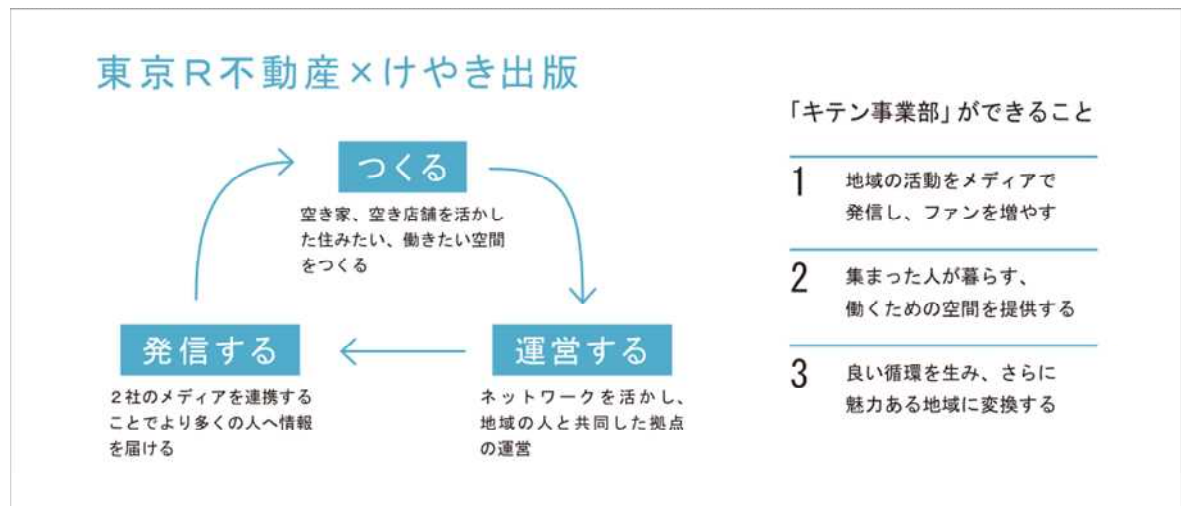 東京R不動産×けやき出版
つくる
空き家、空き店舗を活かし
た住みたい、働きたい空間
をつくる
発信する
2社のメディアを連携する
ことでより多くの人へ情報
を届ける
運営する
ネットワークを活かし、
地域の人と共同した拠点
の運営
「キテン事業部」ができること
1
地域の活動をメディアで
発信し、ファンを増やす
2
集まった人が暮らす、
働くための空間を提供する
3
良い循環を生み、さらに
魅力ある地域に変換する